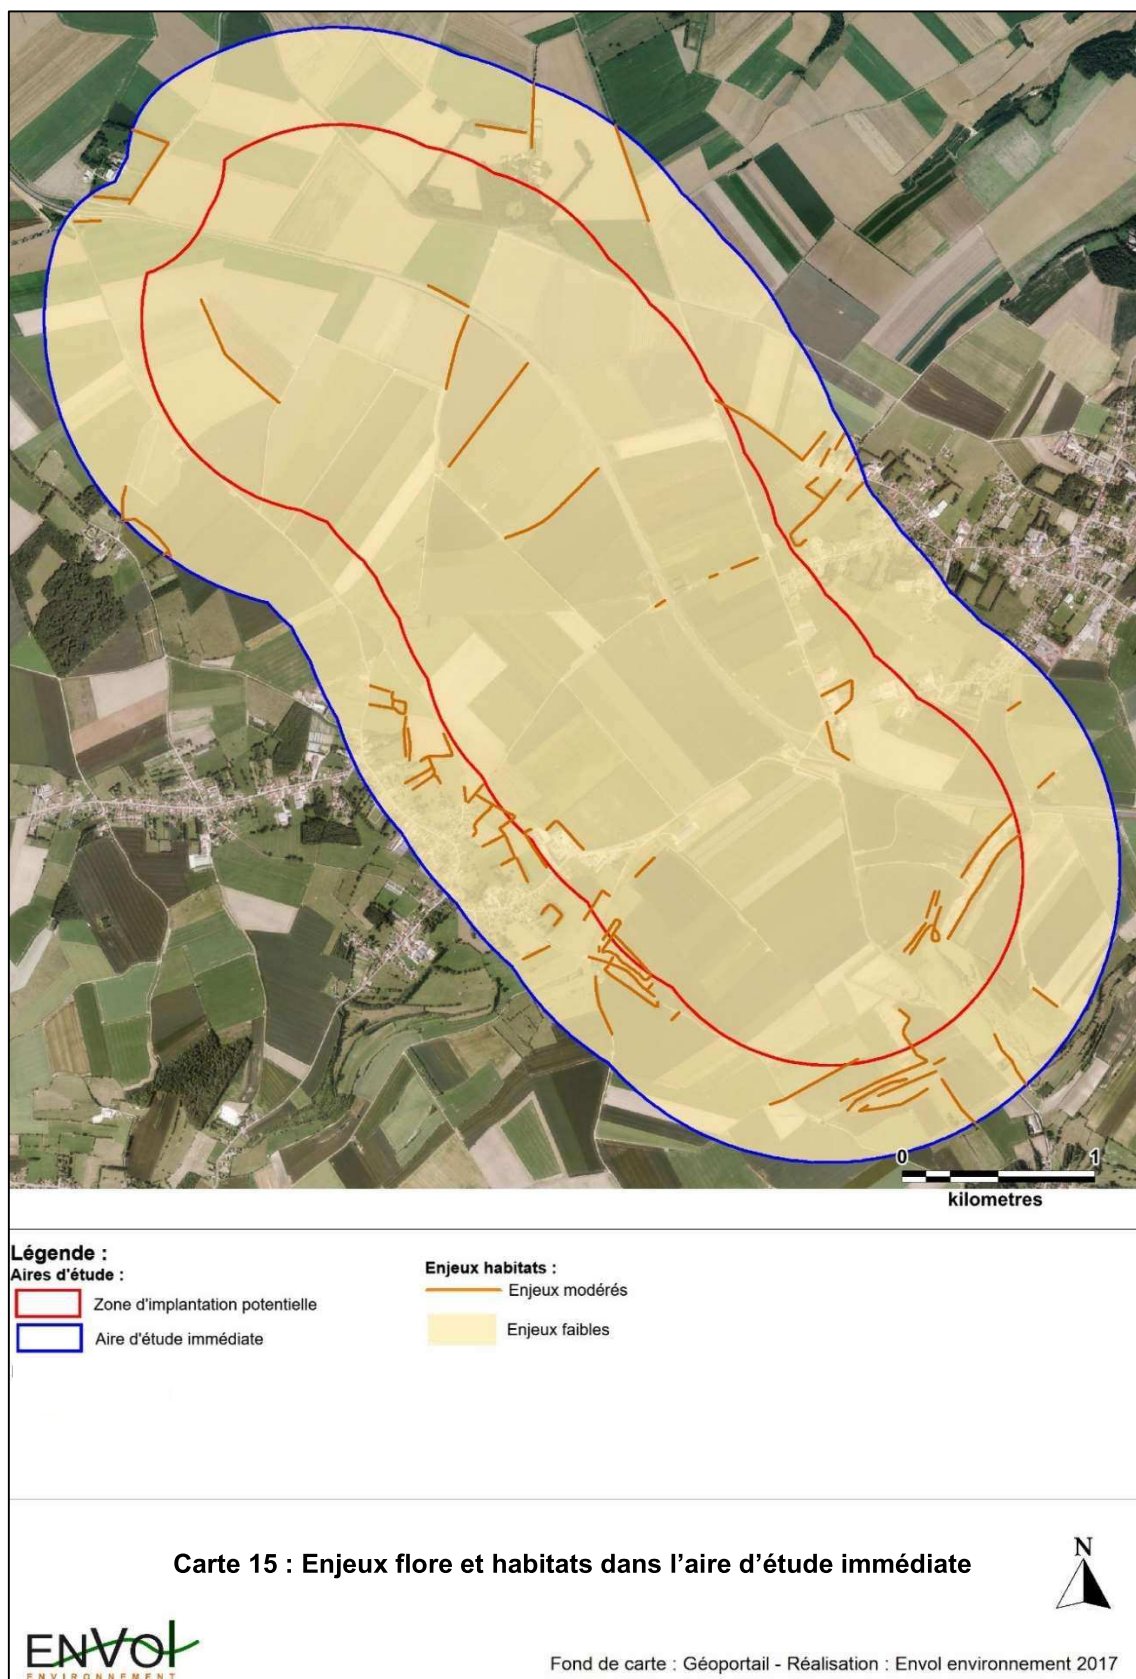 0 1
kilometres
Légende :
Aires d'étude :
Zone d'implantation potentielle
Aire d'étude immédiate
Enjeux habitats :
Enjeux modérés
Enjeux faibles
Carte 15 : Enjeux flore et habitats dans l'aire d'étude immédiate
N
ENVOl
ENVIRONNEMENT
Fond de carte : Géoportail - Réalisation : Envol environnement 2017